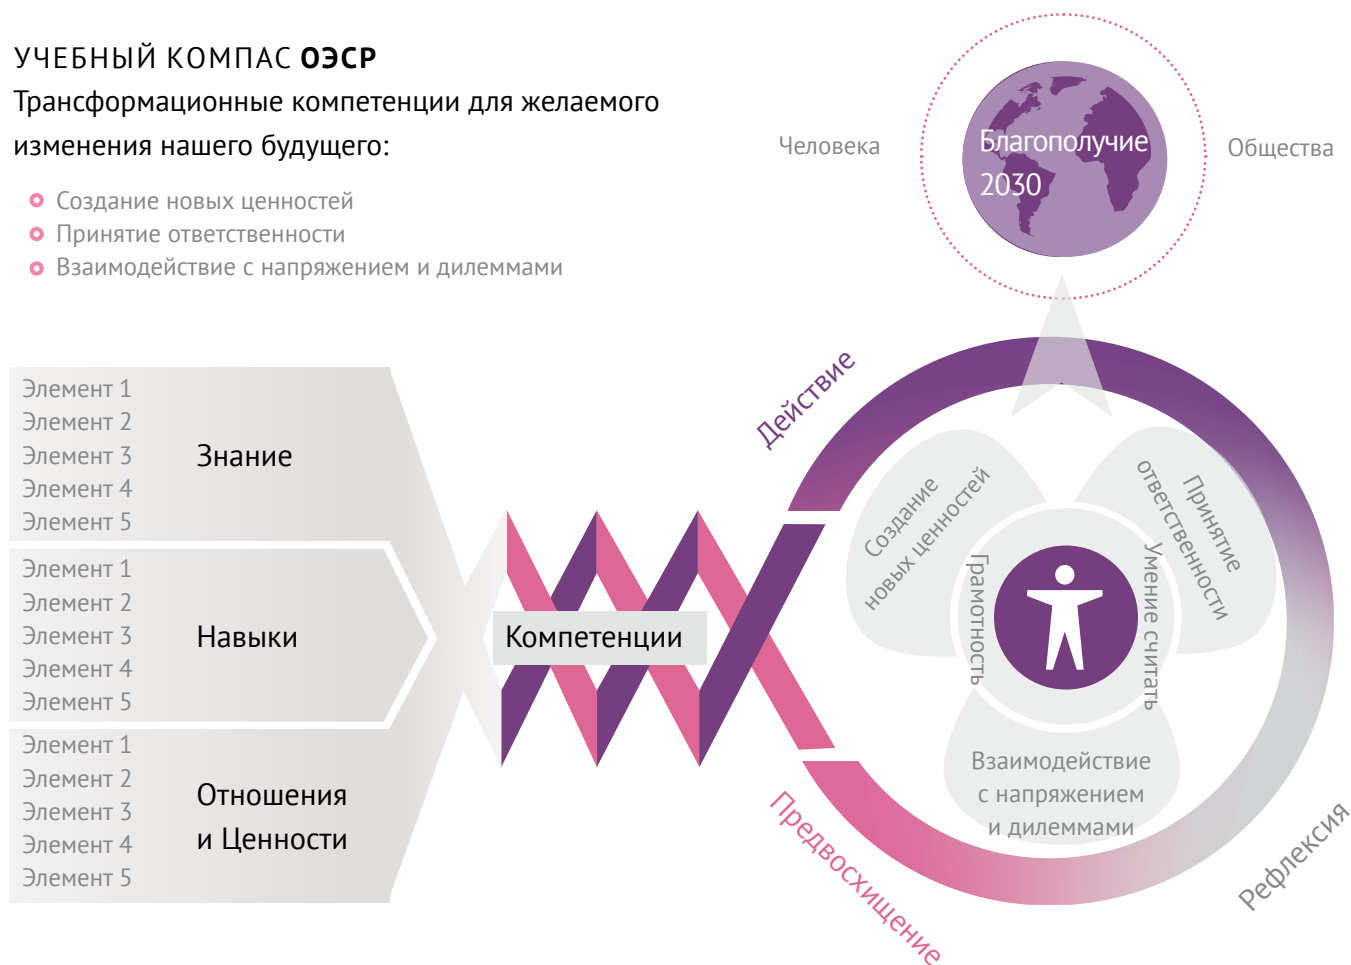 УЧЕБНЫЙ КОМПАС ОЭСР
Трансформационные компетенции для желаемого
изменения нашего будущего:
Создание новых ценностей
Принятие ответственности
Взаимодействие с напряжением и дилеммами
Человека
Благополучие
2030
Общества
Элемент 1
Элемент 2
Элемент 3
Элемент 4
Элемент 5
Знание
Элемент 1
Элемент 2
Элемент 3
Элемент 4
Элемент 5
Навыки
Элемент 1
Элемент 2
Элемент 3
Элемент 4
Элемент 5
Отношения
и Ценности
Компетенции
Действие
Создание
новых ценностей
Принятие
ответственности
Грамотность
Умение считать
Взаимодействие
с напряжением
и дилеммами
Предвосхищение
Рефлексия